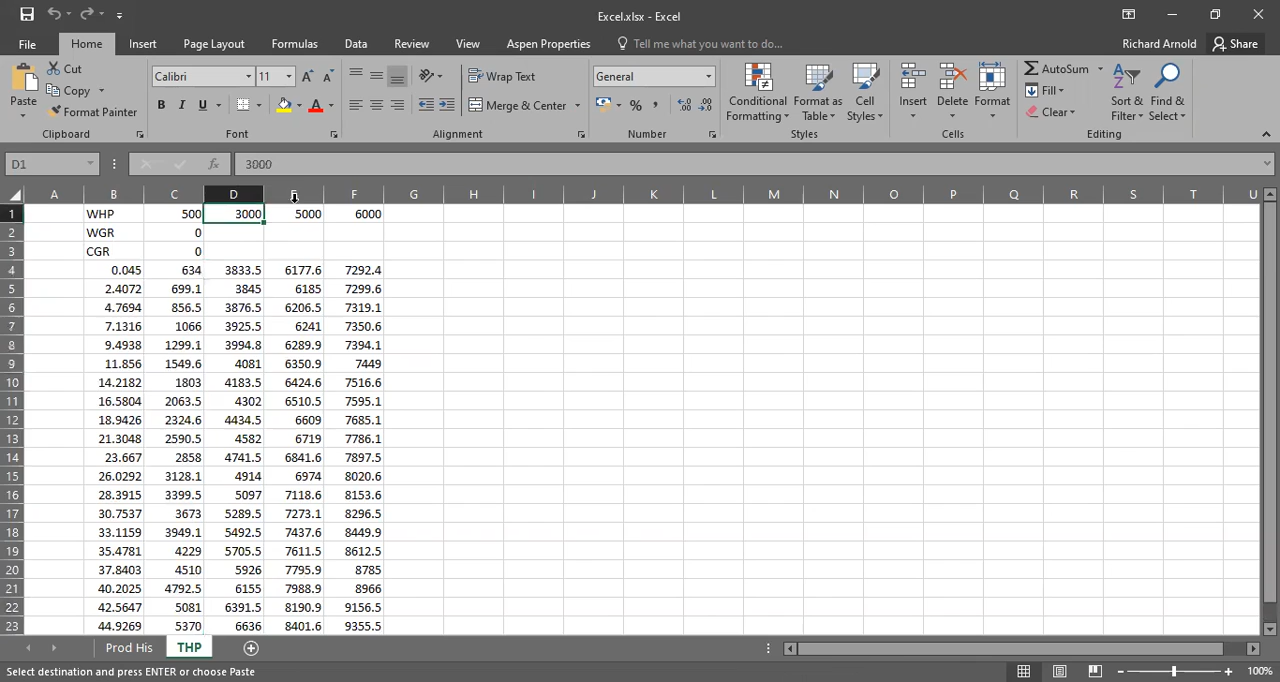 Excel.xlsx - Excel
File Home Insert Page Layout Formulas Data Review View Aspen Properties Tell me what you want to do... Richard Arnold Share
Paste Cut Copy Format Painter Clipboard
Calibri 11 B I U A Font
Wrap Text Merge & Center Alignment
General % , Number
Conditional Formatting Format as Table Cell Styles Styles
Insert Delete Format Cells
AutoSum Fill Clear Sort & Filter Find & Select Editing
D1 fx 3000
A B C D E F G H I J K L M N O P Q R S T U
1 WHP 500 3000 5000 6000
2 WGR 0
3 CGR 0
4 0.045 634 3833.5 6177.6 7292.4
5 2.4072 699.1 3845 6185 7299.6
6 4.7694 856.5 3876.5 6206.5 7319.1
7 7.1316 1066 3925.5 6241 7350.6
8 9.4938 1299.1 3994.8 6289.9 7394.1
9 11.856 1549.6 4081 6350.9 7449
10 14.2182 1803 4183.5 6424.6 7516.6
11 16.5804 2063.5 4302 6510.5 7595.1
12 18.9426 2324.6 4434.5 6609 7685.1
13 21.3048 2590.5 4582 6719 7786.1
14 23.667 2858 4741.5 6841.6 7897.5
15 26.0292 3128.1 4914 6974 8020.6
16 28.3915 3399.5 5097 7118.6 8153.6
17 30.7537 3673 5289.5 7273.1 8296.5
18 33.1159 3949.1 5492.5 7437.6 8449.9
19 35.4781 4229 5705.5 7611.5 8612.5
20 37.8403 4510 5926 7795.9 8785
21 40.2025 4792.5 6155 7988.9 8966
22 42.5647 5081 6391.5 8190.9 9156.5
23 44.9269 5370 6636 8401.6 9355.5
Prod His THP
Select destination and press ENTER or choose Paste 100%